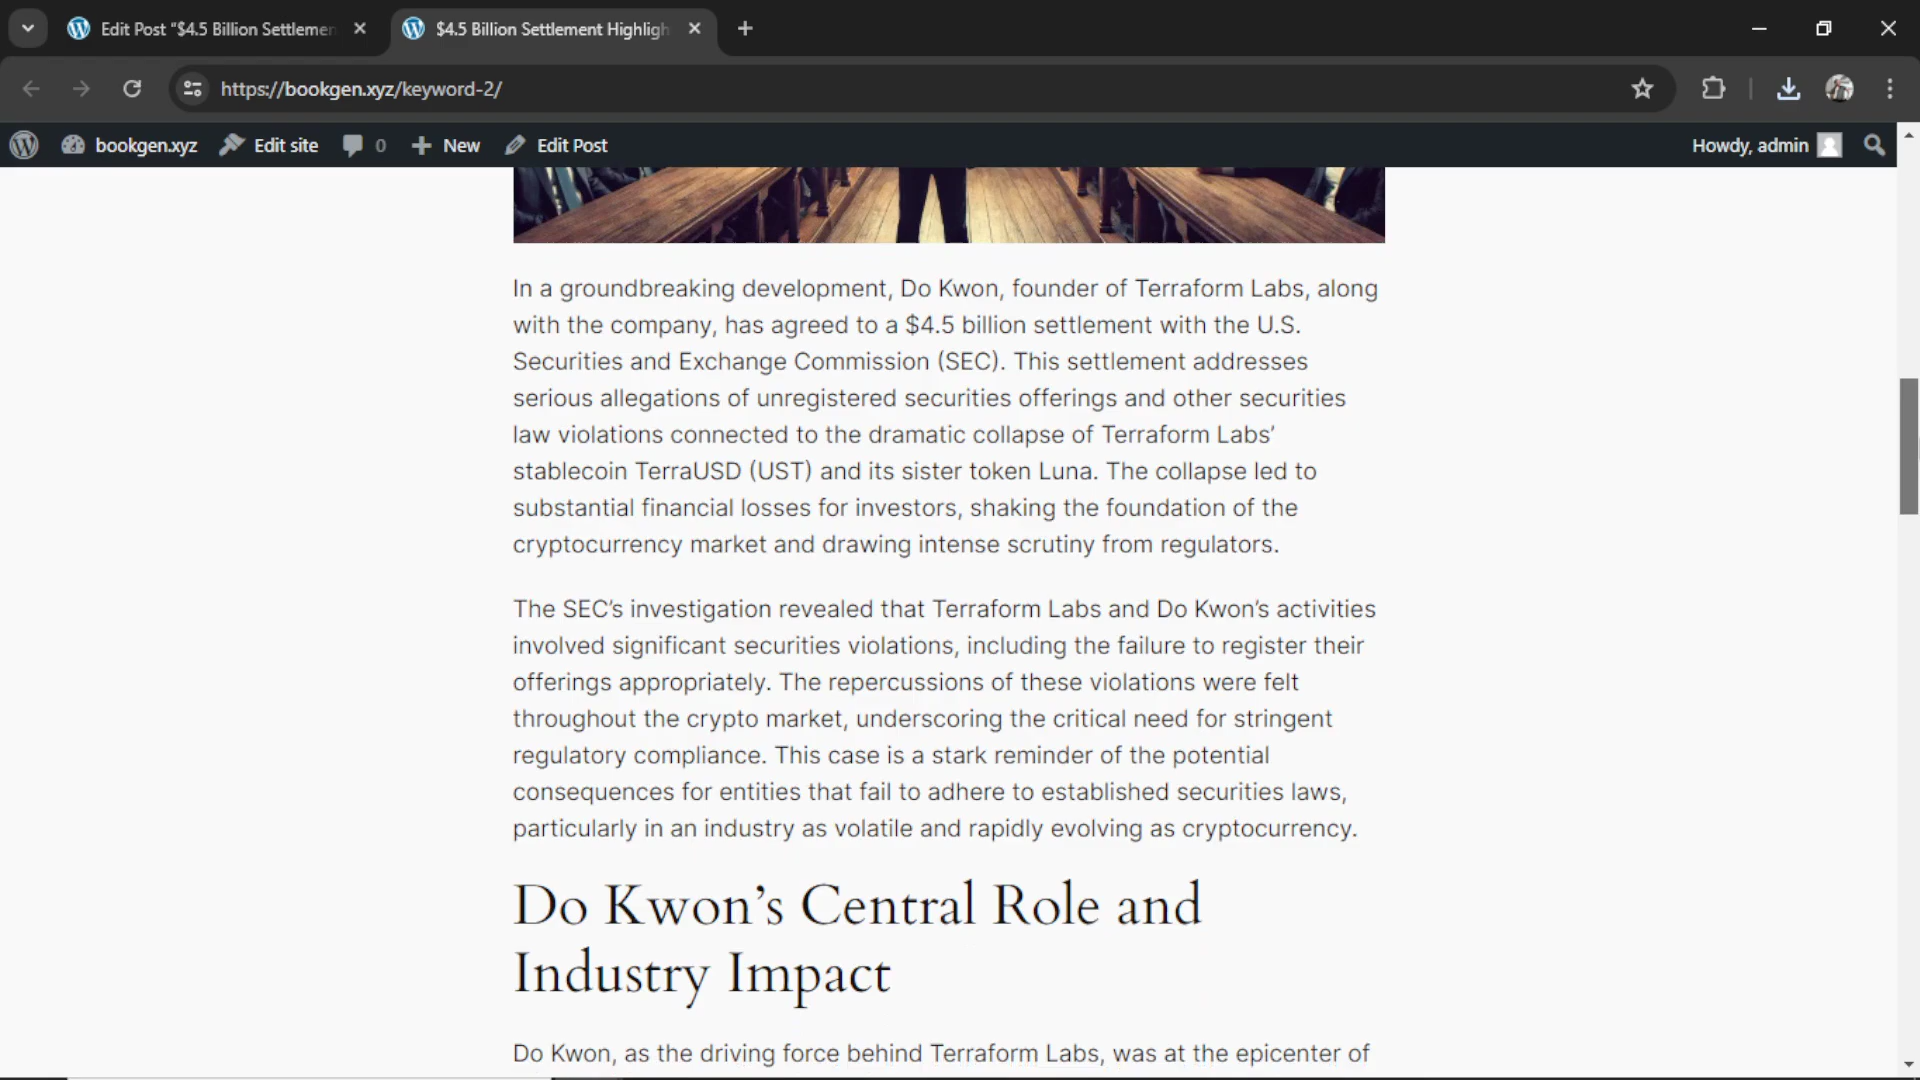 Edit Post “$4.5 Billion Settlemen
$4.5 Billion Settlement Highligh
https://bookgen.xyz/keyword-2/
bookgen.xyz
Edit site
0
New
Edit Post
Howdy, admin
In a groundbreaking development, Do Kwon, founder of Terraform Labs, along
with the company, has agreed to a $4.5 billion settlement with the U.S.
Securities and Exchange Commission (SEC). This settlement addresses
serious allegations of unregistered securities offerings and other securities
law violations connected to the dramatic collapse of Terraform Labs’
stablecoin TerraUSD (UST) and its sister token Luna. The collapse led to
substantial financial losses for investors, shaking the foundation of the
cryptocurrency market and drawing intense scrutiny from regulators.
The SEC’s investigation revealed that Terraform Labs and Do Kwon’s activities
involved significant securities violations, including the failure to register their
offerings appropriately. The repercussions of these violations were felt
throughout the crypto market, underscoring the critical need for stringent
regulatory compliance. This case is a stark reminder of the potential
consequences for entities that fail to adhere to established securities laws,
particularly in an industry as volatile and rapidly evolving as cryptocurrency.
Do Kwon’s Central Role and
Industry Impact
Do Kwon, as the driving force behind Terraform Labs, was at the epicenter of